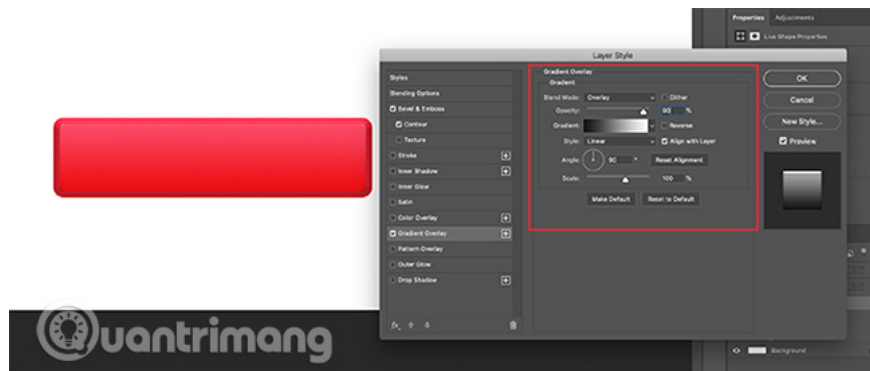 Properties Adjustments
Live Shape Properties
Layer Style
Styles
Blending Options
Bevel & Emboss
Contour
Texture
Stroke
Inner Shadow
Inner Glow
Satin
Color Overlay
Gradient Overlay
Pattern Overlay
Outer Glow
Drop Shadow
fx
Gradient Overlay
Gradient
Blend Mode: Overlay Dither
Opacity: 90 %
Gradient: Reverse
Style: Linear Align with Layer
Angle: 90 ° Reset Alignment
Scale: 100 %
Make Default Reset to Default
OK
Cancel
New Style...
Preview
Background
Quantrimang